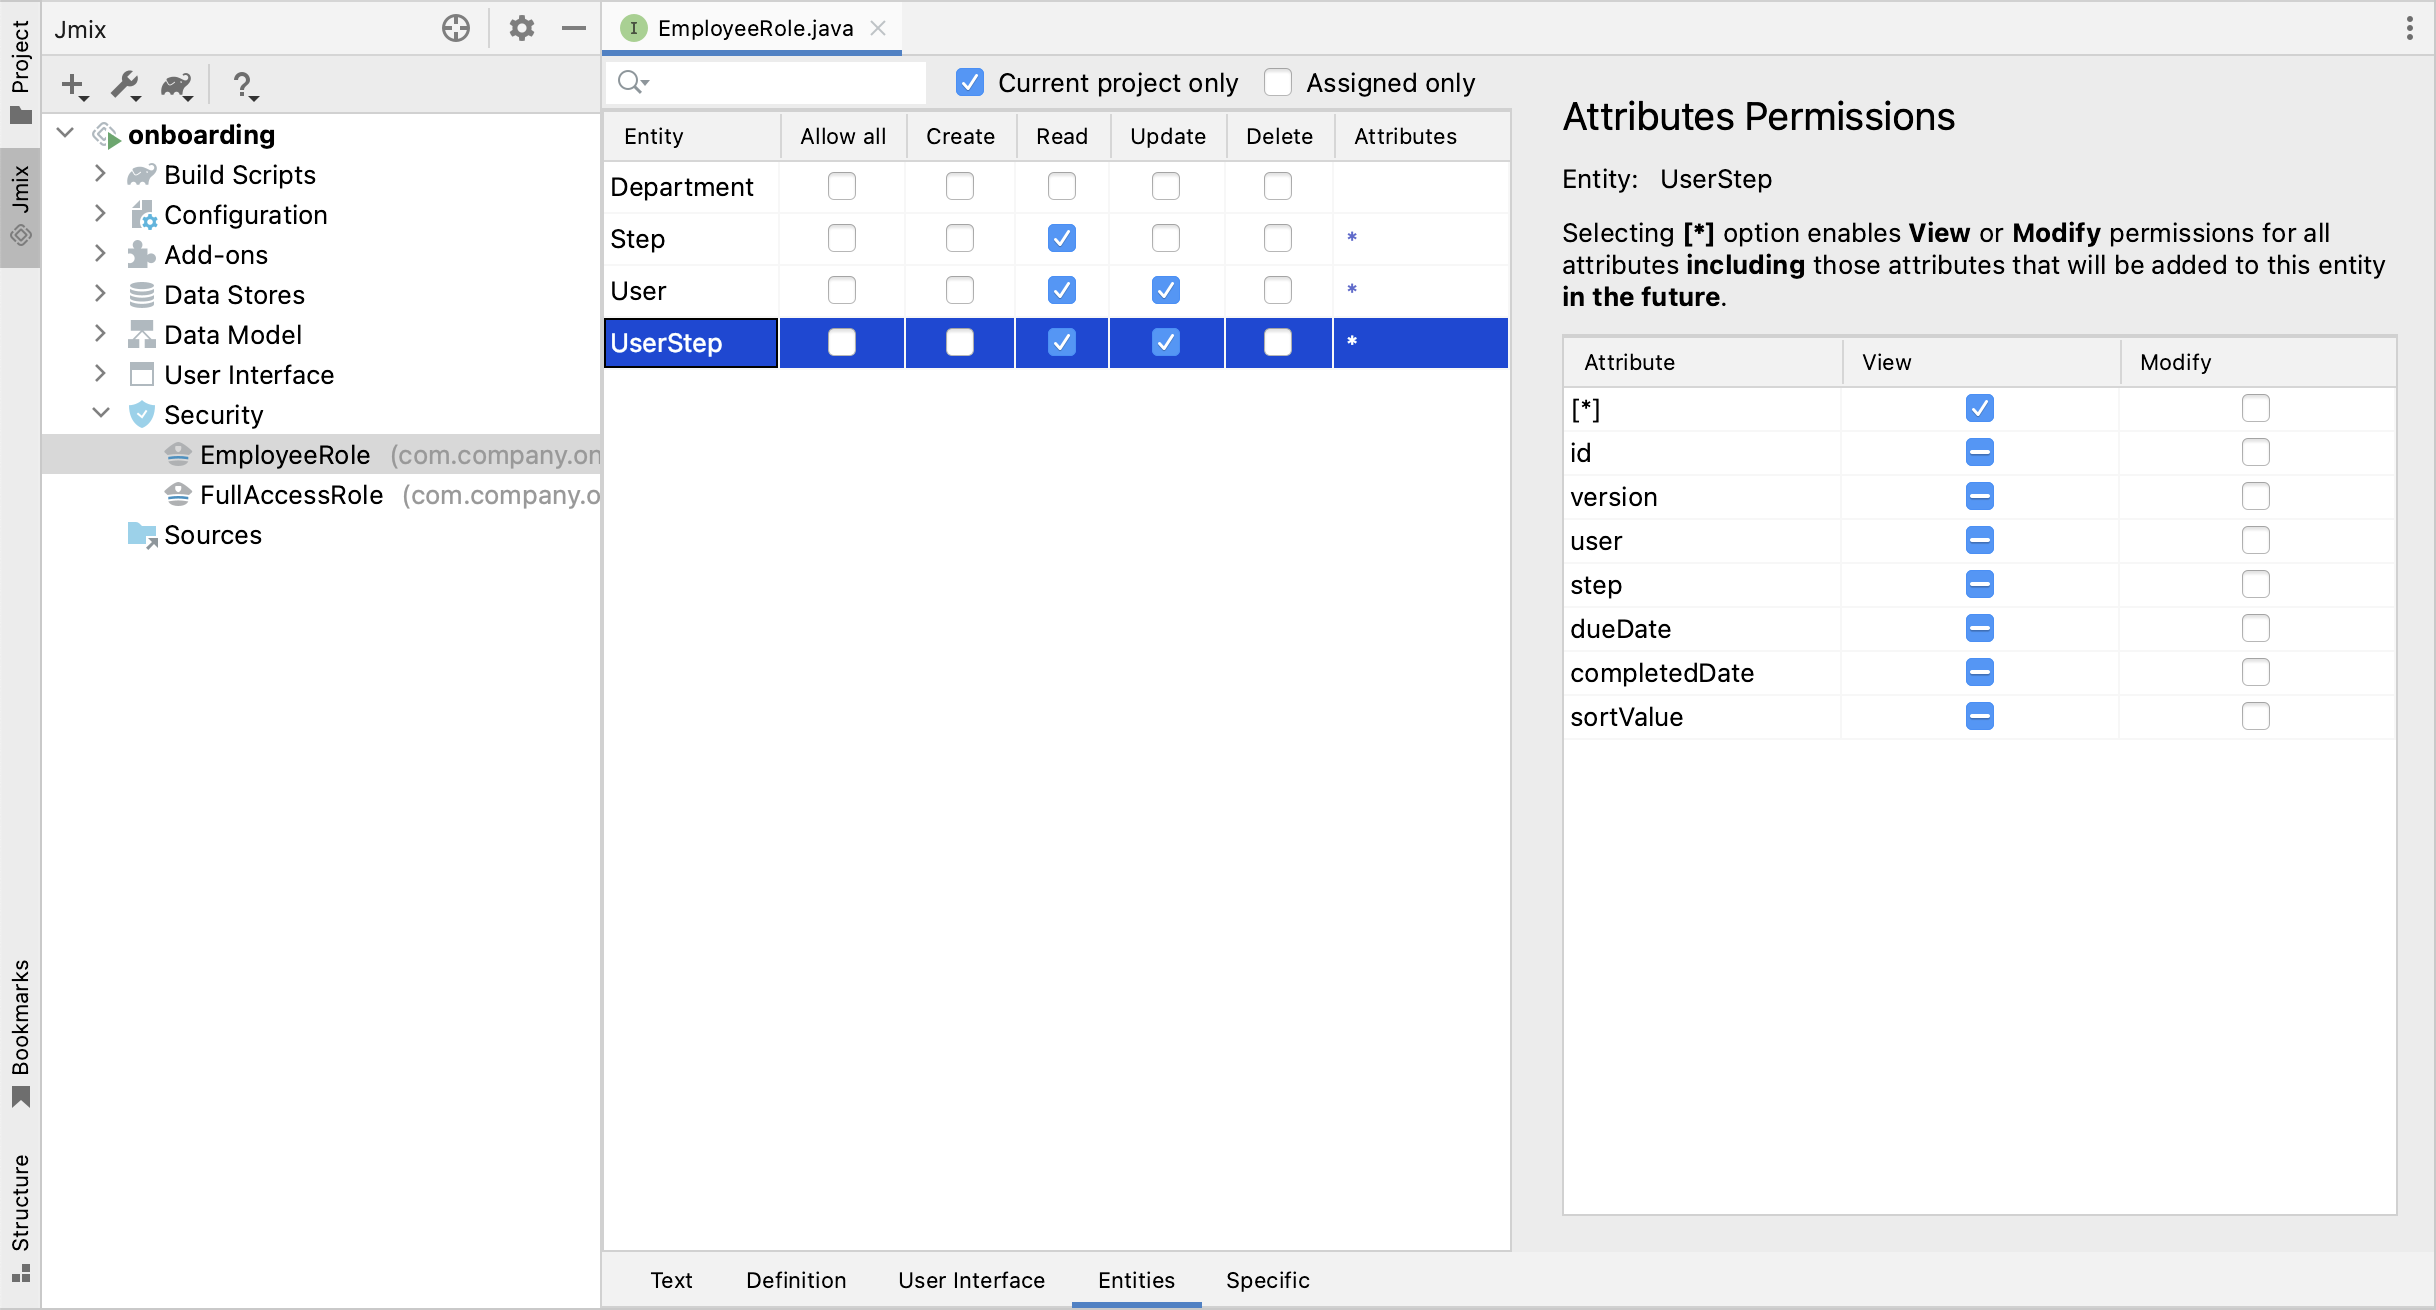 Project
Jmix
Bookmarks
Structure
Jmix
?
onboarding
Build Scripts
Configuration
Add-ons
Data Stores
Data Model
User Interface
Security
EmployeeRole (com.company.on
FullAccessRole (com.company.o
Sources
I EmployeeRole.java
Current project only Assigned only
Entity Allow all Create Read Update Delete Attributes
Department
Step *
User *
UserStep *
Attributes Permissions
Entity: UserStep
Selecting [*] option enables View or Modify permissions for all
attributes including those attributes that will be added to this entity
in the future.
Attribute View Modify
[*]
id
version
user
step
dueDate
completedDate
sortValue
Text Definition User Interface Entities Specific